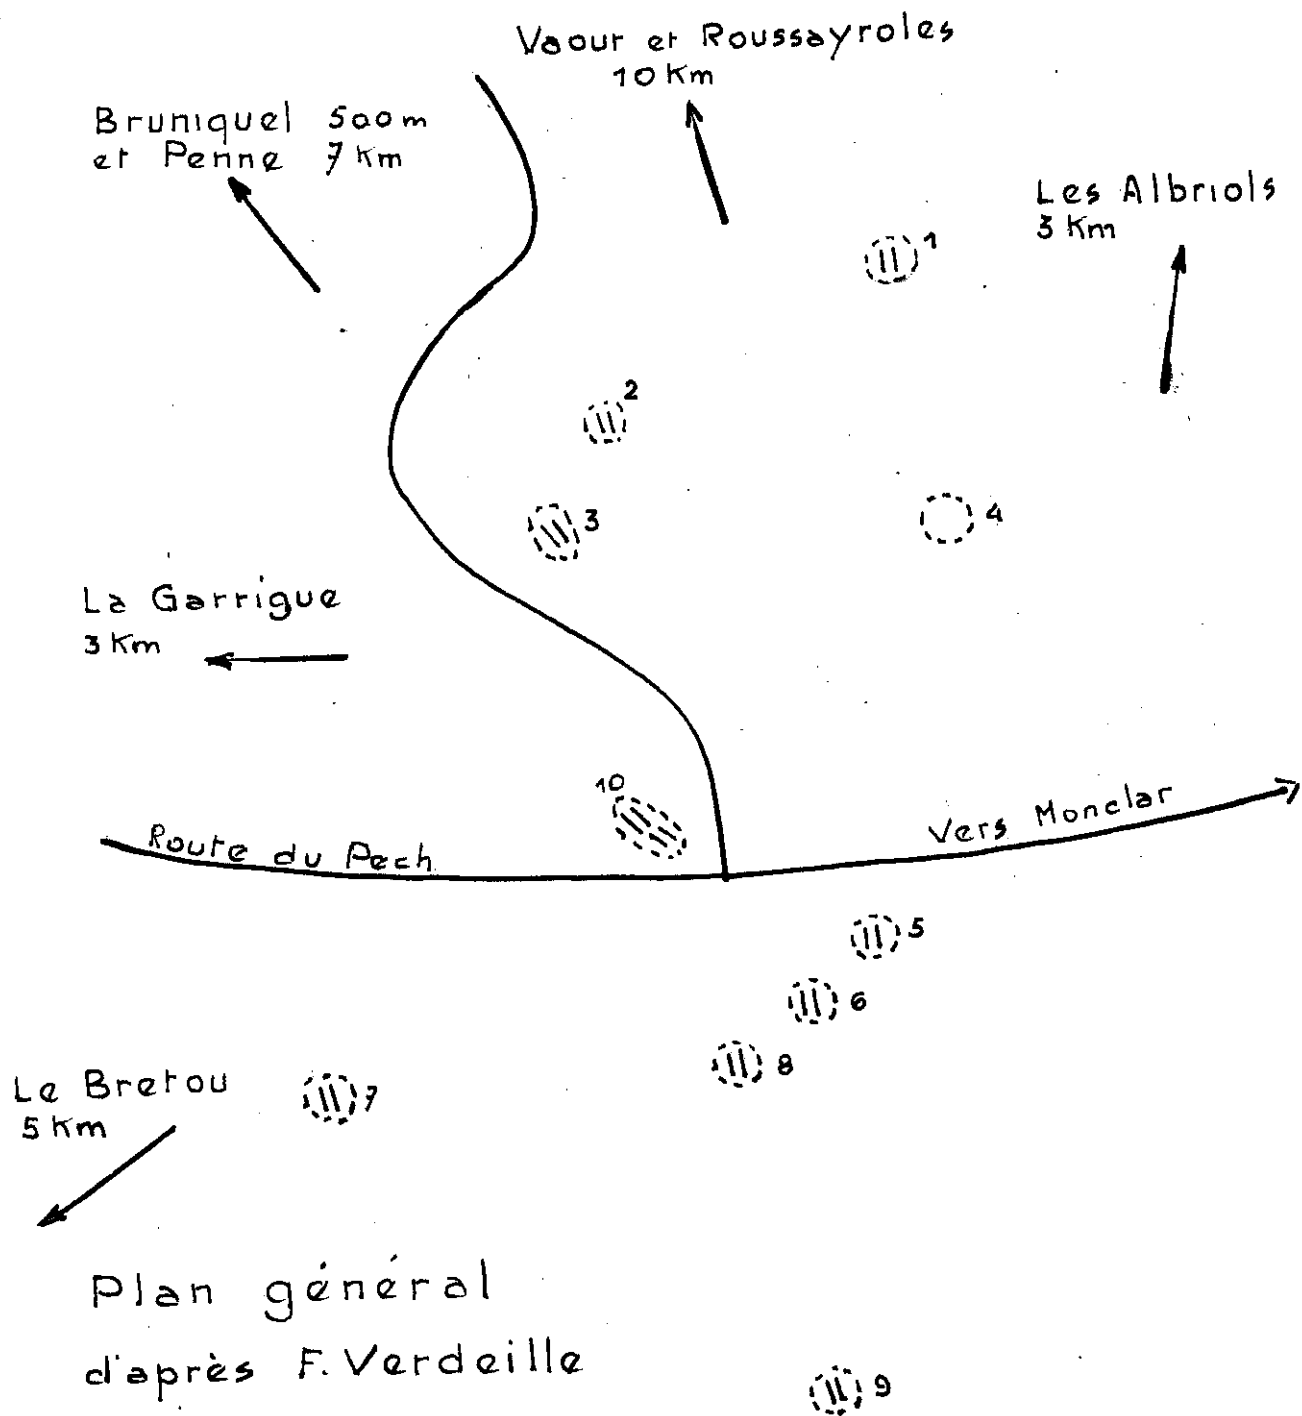 Vaour et Roussayroles
10 Km
Bruniquel 500 m
et Penne 7 Km
Les Albriols
3 Km
1
2
3
4
La Garrigue
3 Km
10
Route du Pech
Vers Monclar
5
6
8
7
Le Bretou
5 Km
Plan général
d'après F. Verdeille
9